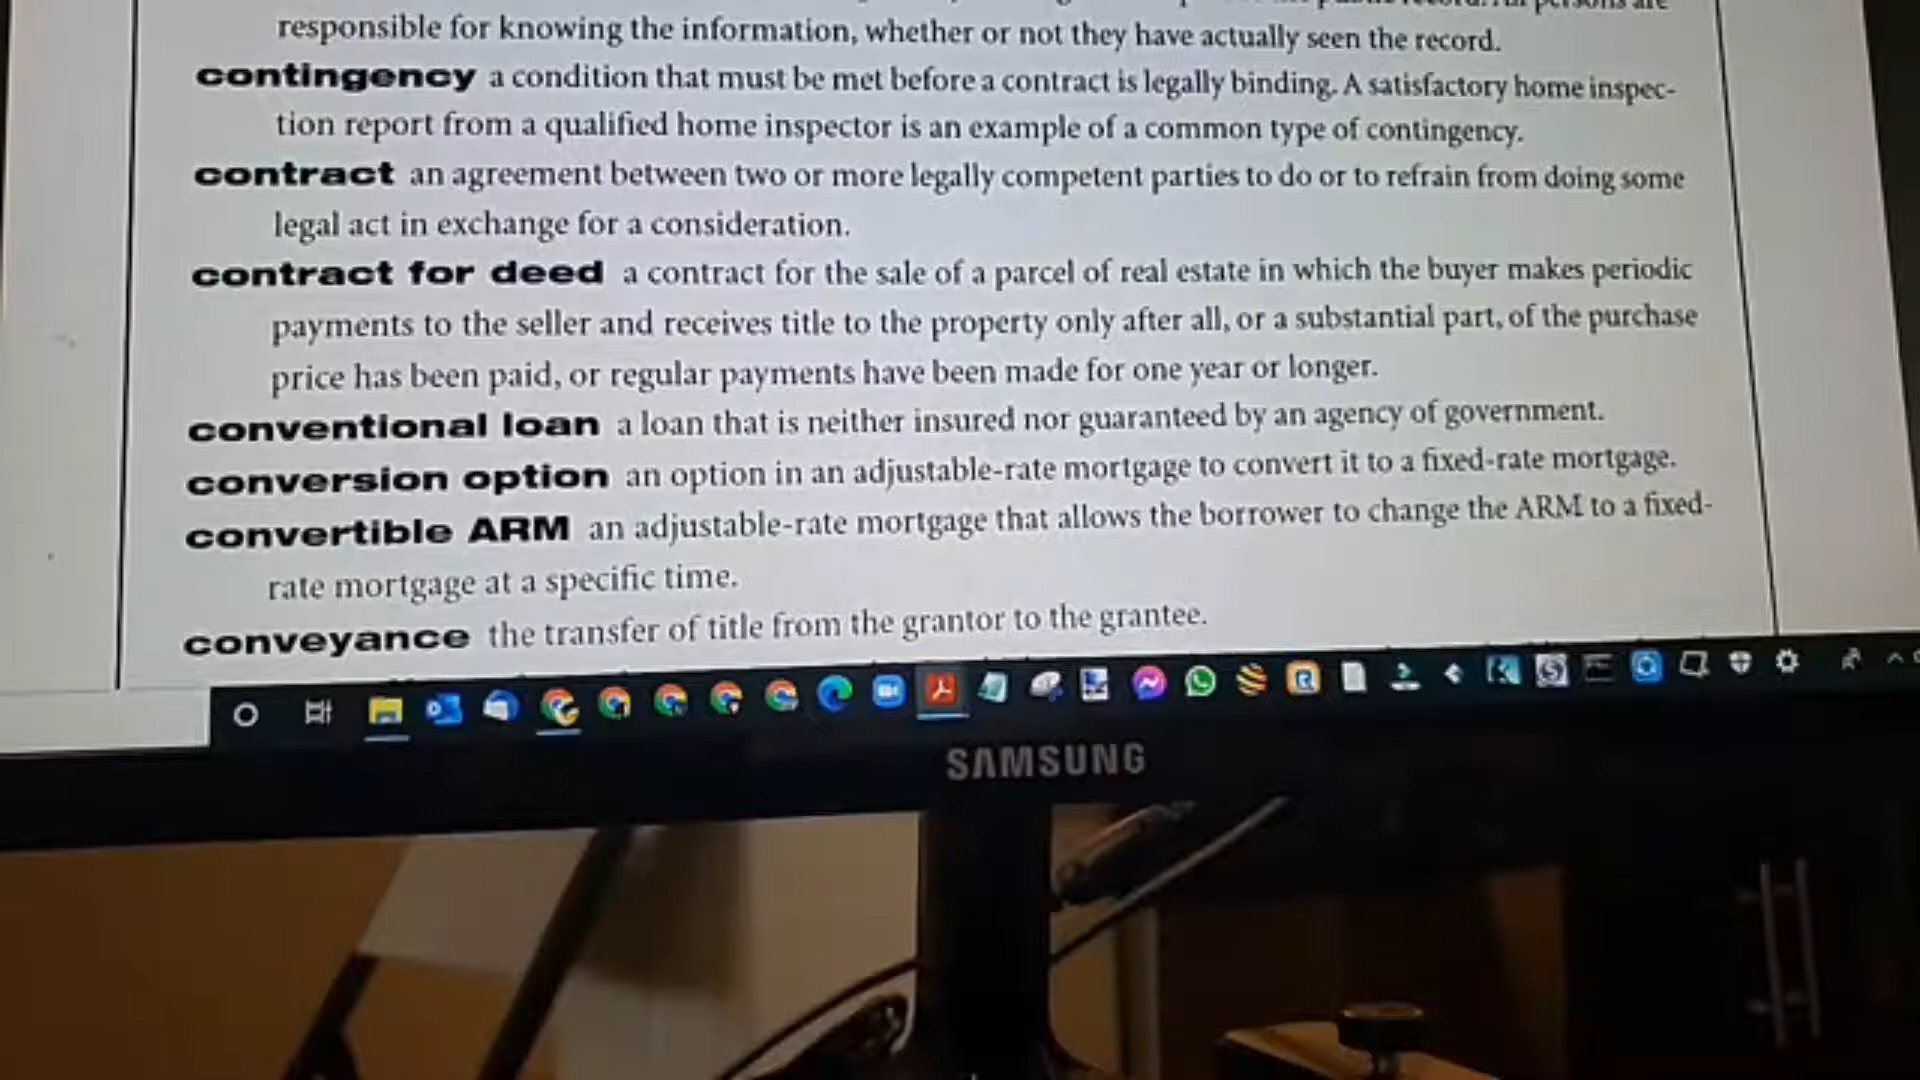 responsible for knowing the information, whether or not they have actually seen the record.
contingency a condition that must be met before a contract is legally binding. A satisfactory home inspec-
tion report from a qualified home inspector is an example of a common type of contingency.
contract an agreement between two or more legally competent parties to do or to refrain from doing some
legal act in exchange for a consideration.
contract for deed a contract for the sale of a parcel of real estate in which the buyer makes periodic
payments to the seller and receives title to the property only after all, or a substantial part, of the purchase
price has been paid, or regular payments have been made for one year or longer.
conventional loan a loan that is neither insured nor guaranteed by an agency of government.
conversion option an option in an adjustable-rate mortgage to convert it to a fixed-rate mortgage.
convertible ARM an adjustable-rate mortgage that allows the borrower to change the ARM to a fixed-
rate mortgage at a specific time.
conveyance the transfer of title from the grantor to the grantee.
SAMSUNG